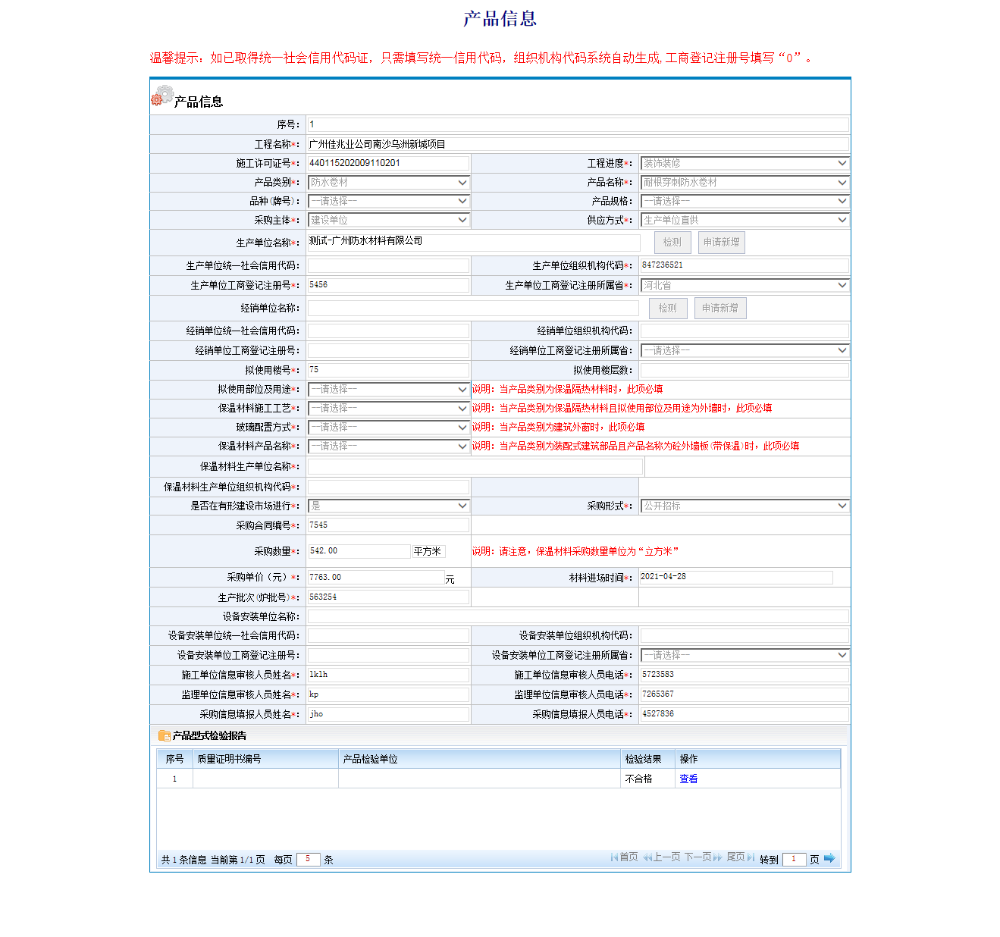 产品信息
温馨提示：如已取得统一社会信用代码证，只需填写统一信用代码，组织机构代码系统自动生成,工商登记注册号填写“0”。
产品信息
序号： 1
工程名称*： 广州佳兆业公司南沙乌洲新城项目
施工许可证号*： 440115202009110201 工程进度*： 装饰装修
产品类别*： 防水卷材 产品名称*： 耐根穿刺防水卷材
品种(牌号)： --请选择-- 产品规格： --请选择--
采购主体*： 建设单位 供应方式*： 生产单位直供
生产单位名称*： 测试-广州防水材料有限公司 检测 申请新增
生产单位统一社会信用代码： 生产单位组织机构代码*： 847236521
生产单位工商登记注册号*： 5456 生产单位工商登记注册所属省*： 河北省
经销单位名称： 检测 申请新增
经销单位统一社会信用代码： 经销单位组织机构代码：
经销单位工商登记注册号： 经销单位工商登记注册所属省： --请选择--
拟使用楼号*： 75 拟使用楼层数：
拟使用部位及用途*： --请选择-- 说明：当产品类别为保温隔热材料时，此项必填
保温材料施工工艺*： --请选择-- 说明：当产品类别为保温隔热材料且拟使用部位及用途为外墙时，此项必填
玻璃配置方式*： --请选择-- 说明：当产品类别为建筑外窗时，此项必填
保温材料产品名称*： --请选择-- 说明：当产品类别为装配式建筑部品且产品名称为砼外墙板(带保温)时，此项必填
保温材料生产单位名称*：
保温材料生产单位组织机构代码*：
是否在有形建设市场进行*： 是 采购形式*： 公开招标
采购合同编号*： 7545
采购数量*： 542.00 平方米 说明：请注意，保温材料采购数量单位为“立方米”
采购单价（元）*： 7763.00 元 材料进场时间*： 2021-04-28
生产批次(炉批号)*： 563254
设备安装单位名称：
设备安装单位统一社会信用代码： 设备安装单位组织机构代码：
设备安装单位工商登记注册号： 设备安装单位工商登记注册所属省： --请选择--
施工单位信息审核人员姓名*： lklh 施工单位信息审核人员电话*： 5723583
监理单位信息审核人员姓名*： kp 监理单位信息审核人员电话*： 7265367
采购信息填报人员姓名*： jho 采购信息填报人员电话*： 4527836
产品型式检验报告
序号 质量证明书编号 产品检验单位 检验结果 操作
1 不合格 查看
共 1 条信息 当前第 1/1 页 每页 5 条 首页 上一页 下一页 尾页 转到 1 页